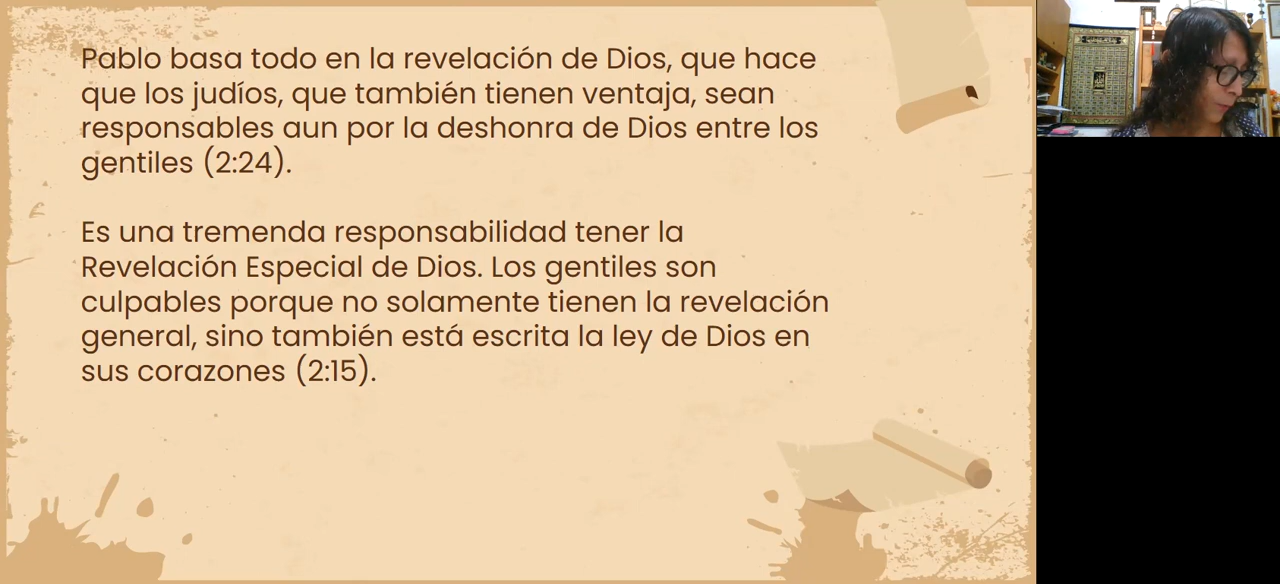 Pablo basa todo en la revelación de Dios, que hace
que los judíos, que también tienen ventaja, sean
responsables aun por la deshonra de Dios entre los
gentiles (2:24).
Es una tremenda responsabilidad tener la
Revelación Especial de Dios. Los gentiles son
culpables porque no solamente tienen la revelación
general, sino también está escrita la ley de Dios en
sus corazones (2:15).